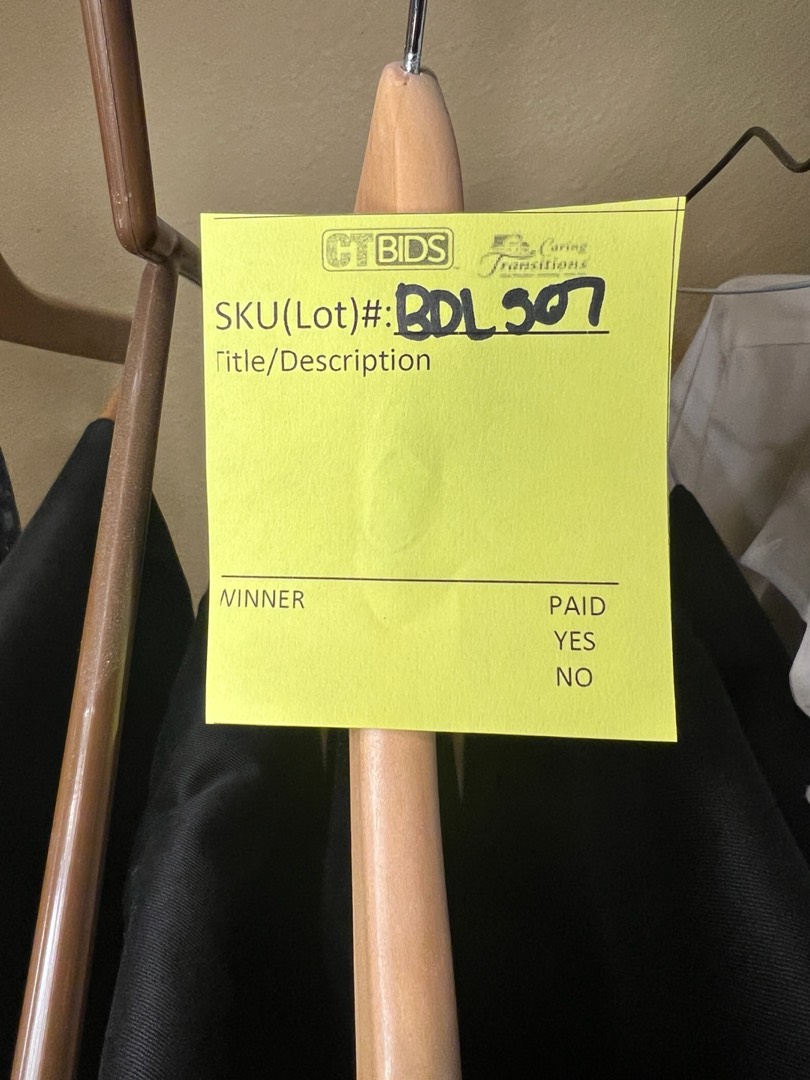 CTBIDS
Caring
Transitions
SKU(Lot)#: BDL 307
Title/Description
WINNER
PAID
YES
NO